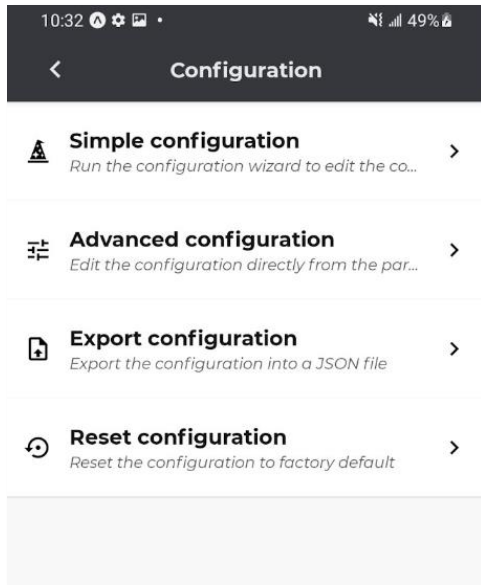 10:32
49%
Configuration
Simple configuration
Run the configuration wizard to edit the co...
Advanced configuration
Edit the configuration directly from the par...
Export configuration
Export the configuration into a JSON file
Reset configuration
Reset the configuration to factory default